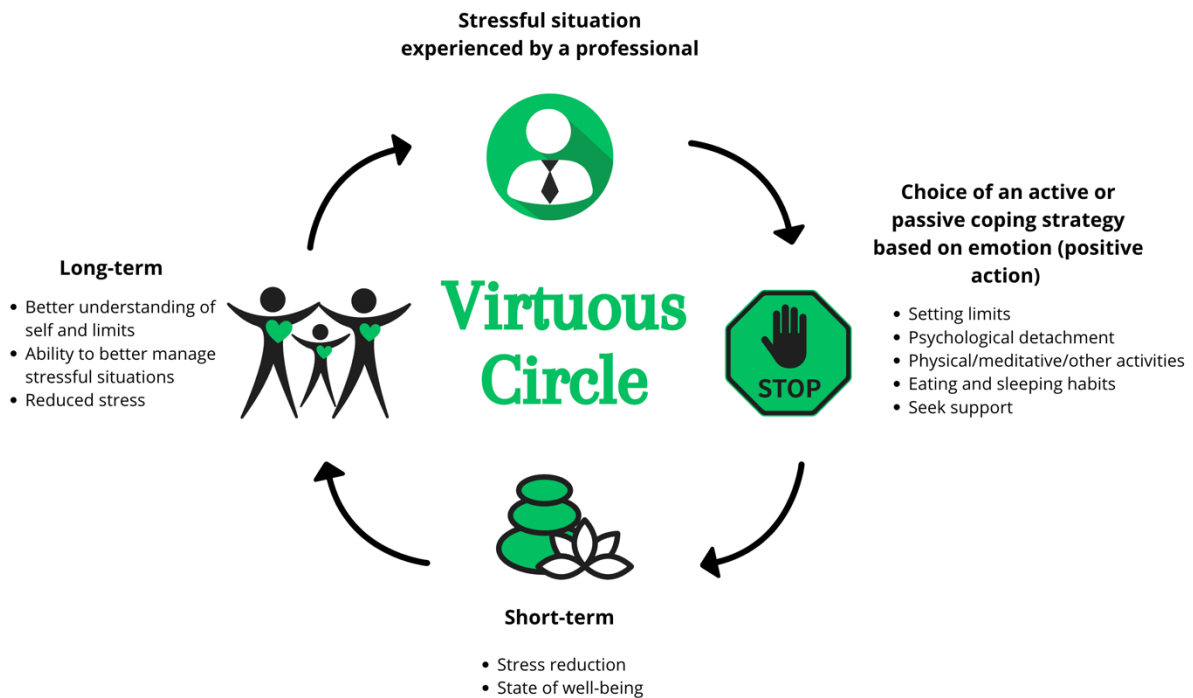 Stressful situation
experienced by a professional
Choice of an active or
passive coping strategy
based on emotion (positive
action)
• Setting limits
• Psychological detachment
• Physical/meditative/other activities
• Eating and sleeping habits
• Seek support
STOP
Short-term
• Stress reduction
• State of well-being
Long-term
• Better understanding of
self and limits
• Ability to better manage
stressful situations
• Reduced stress
Virtuous
Circle